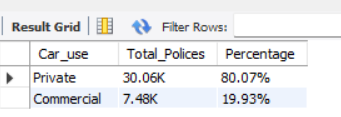 Result Grid Filter Rows:
Car_use Total_Polices Percentage
Private 30.06K 80.07%
Commercial 7.48K 19.93%